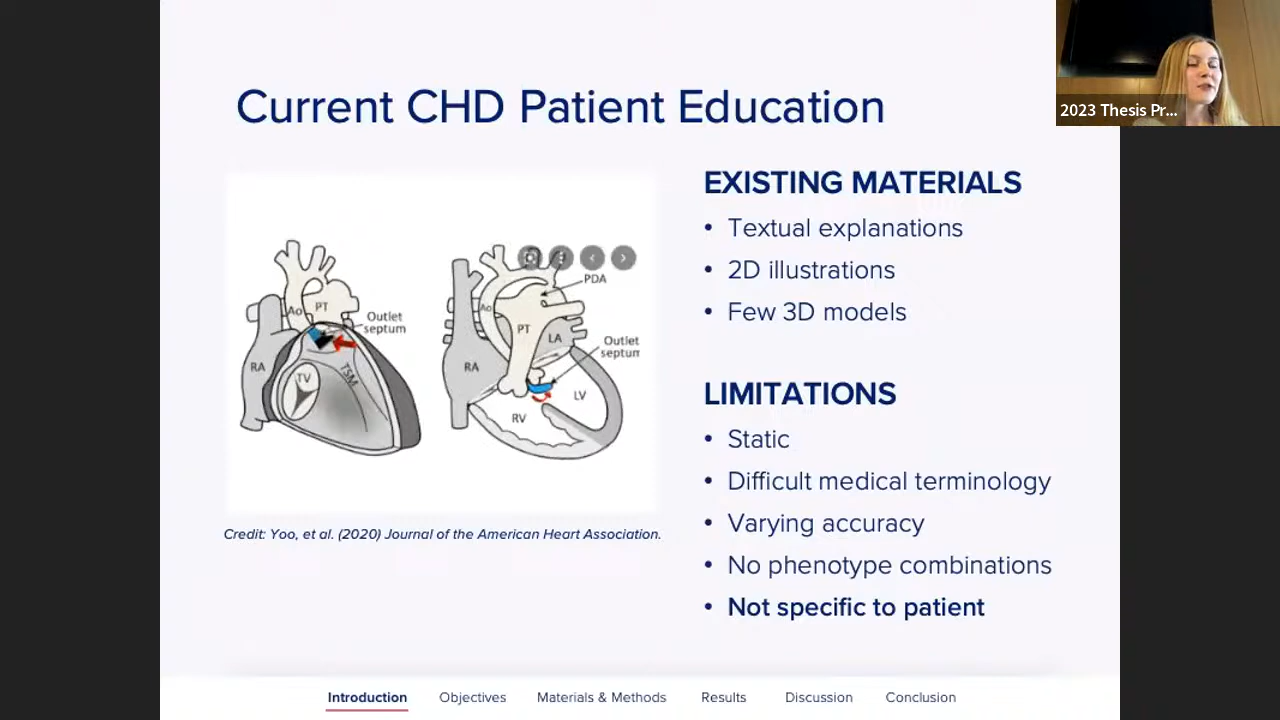 2023 Thesis Pr...
Current CHD Patient Education
EXISTING MATERIALS
• Textual explanations
• 2D illustrations
• Few 3D models
LIMITATIONS
• Static
• Difficult medical terminology
• Varying accuracy
• No phenotype combinations
• Not specific to patient
Ao
PT
Outlet
septum
RA
TV
TSM
PDA
Ao
PT
LA
Outlet
septum
RA
LV
RV
Credit: Yoo, et al. (2020) Journal of the American Heart Association.
Introduction Objectives Materials & Methods Results Discussion Conclusion